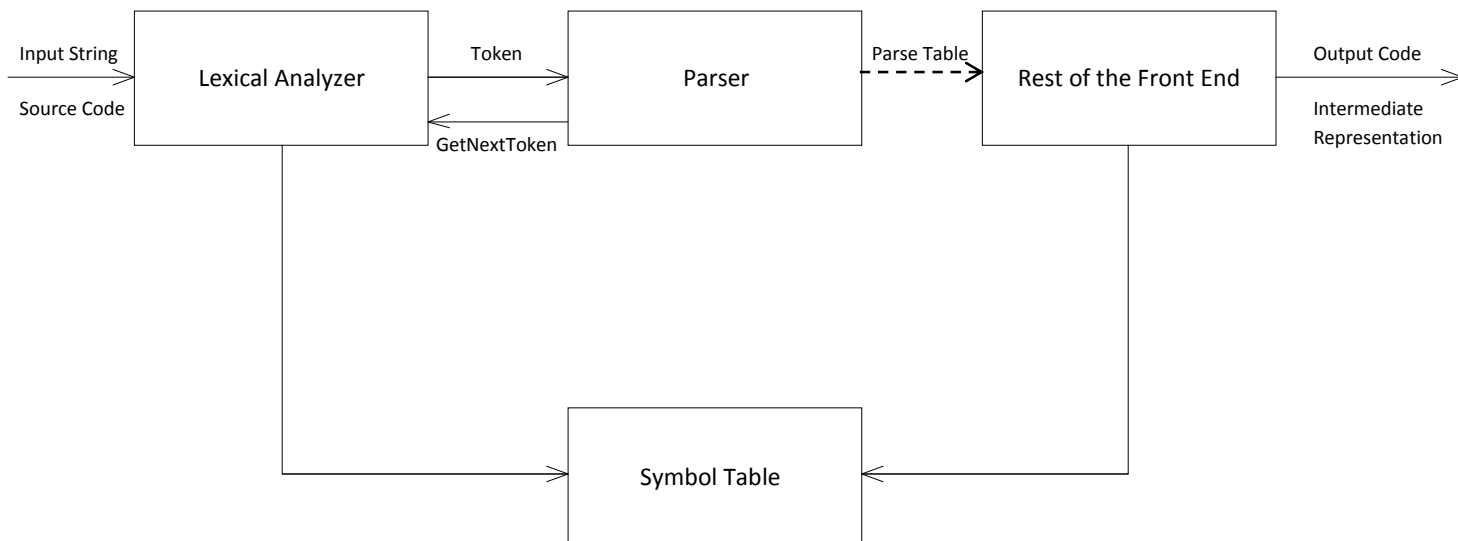 Input String
Source Code
Lexical Analyzer
Token
GetNextToken
Parser
Parse Table
Rest of the Front End
Output Code
Intermediate
Representation
Symbol Table